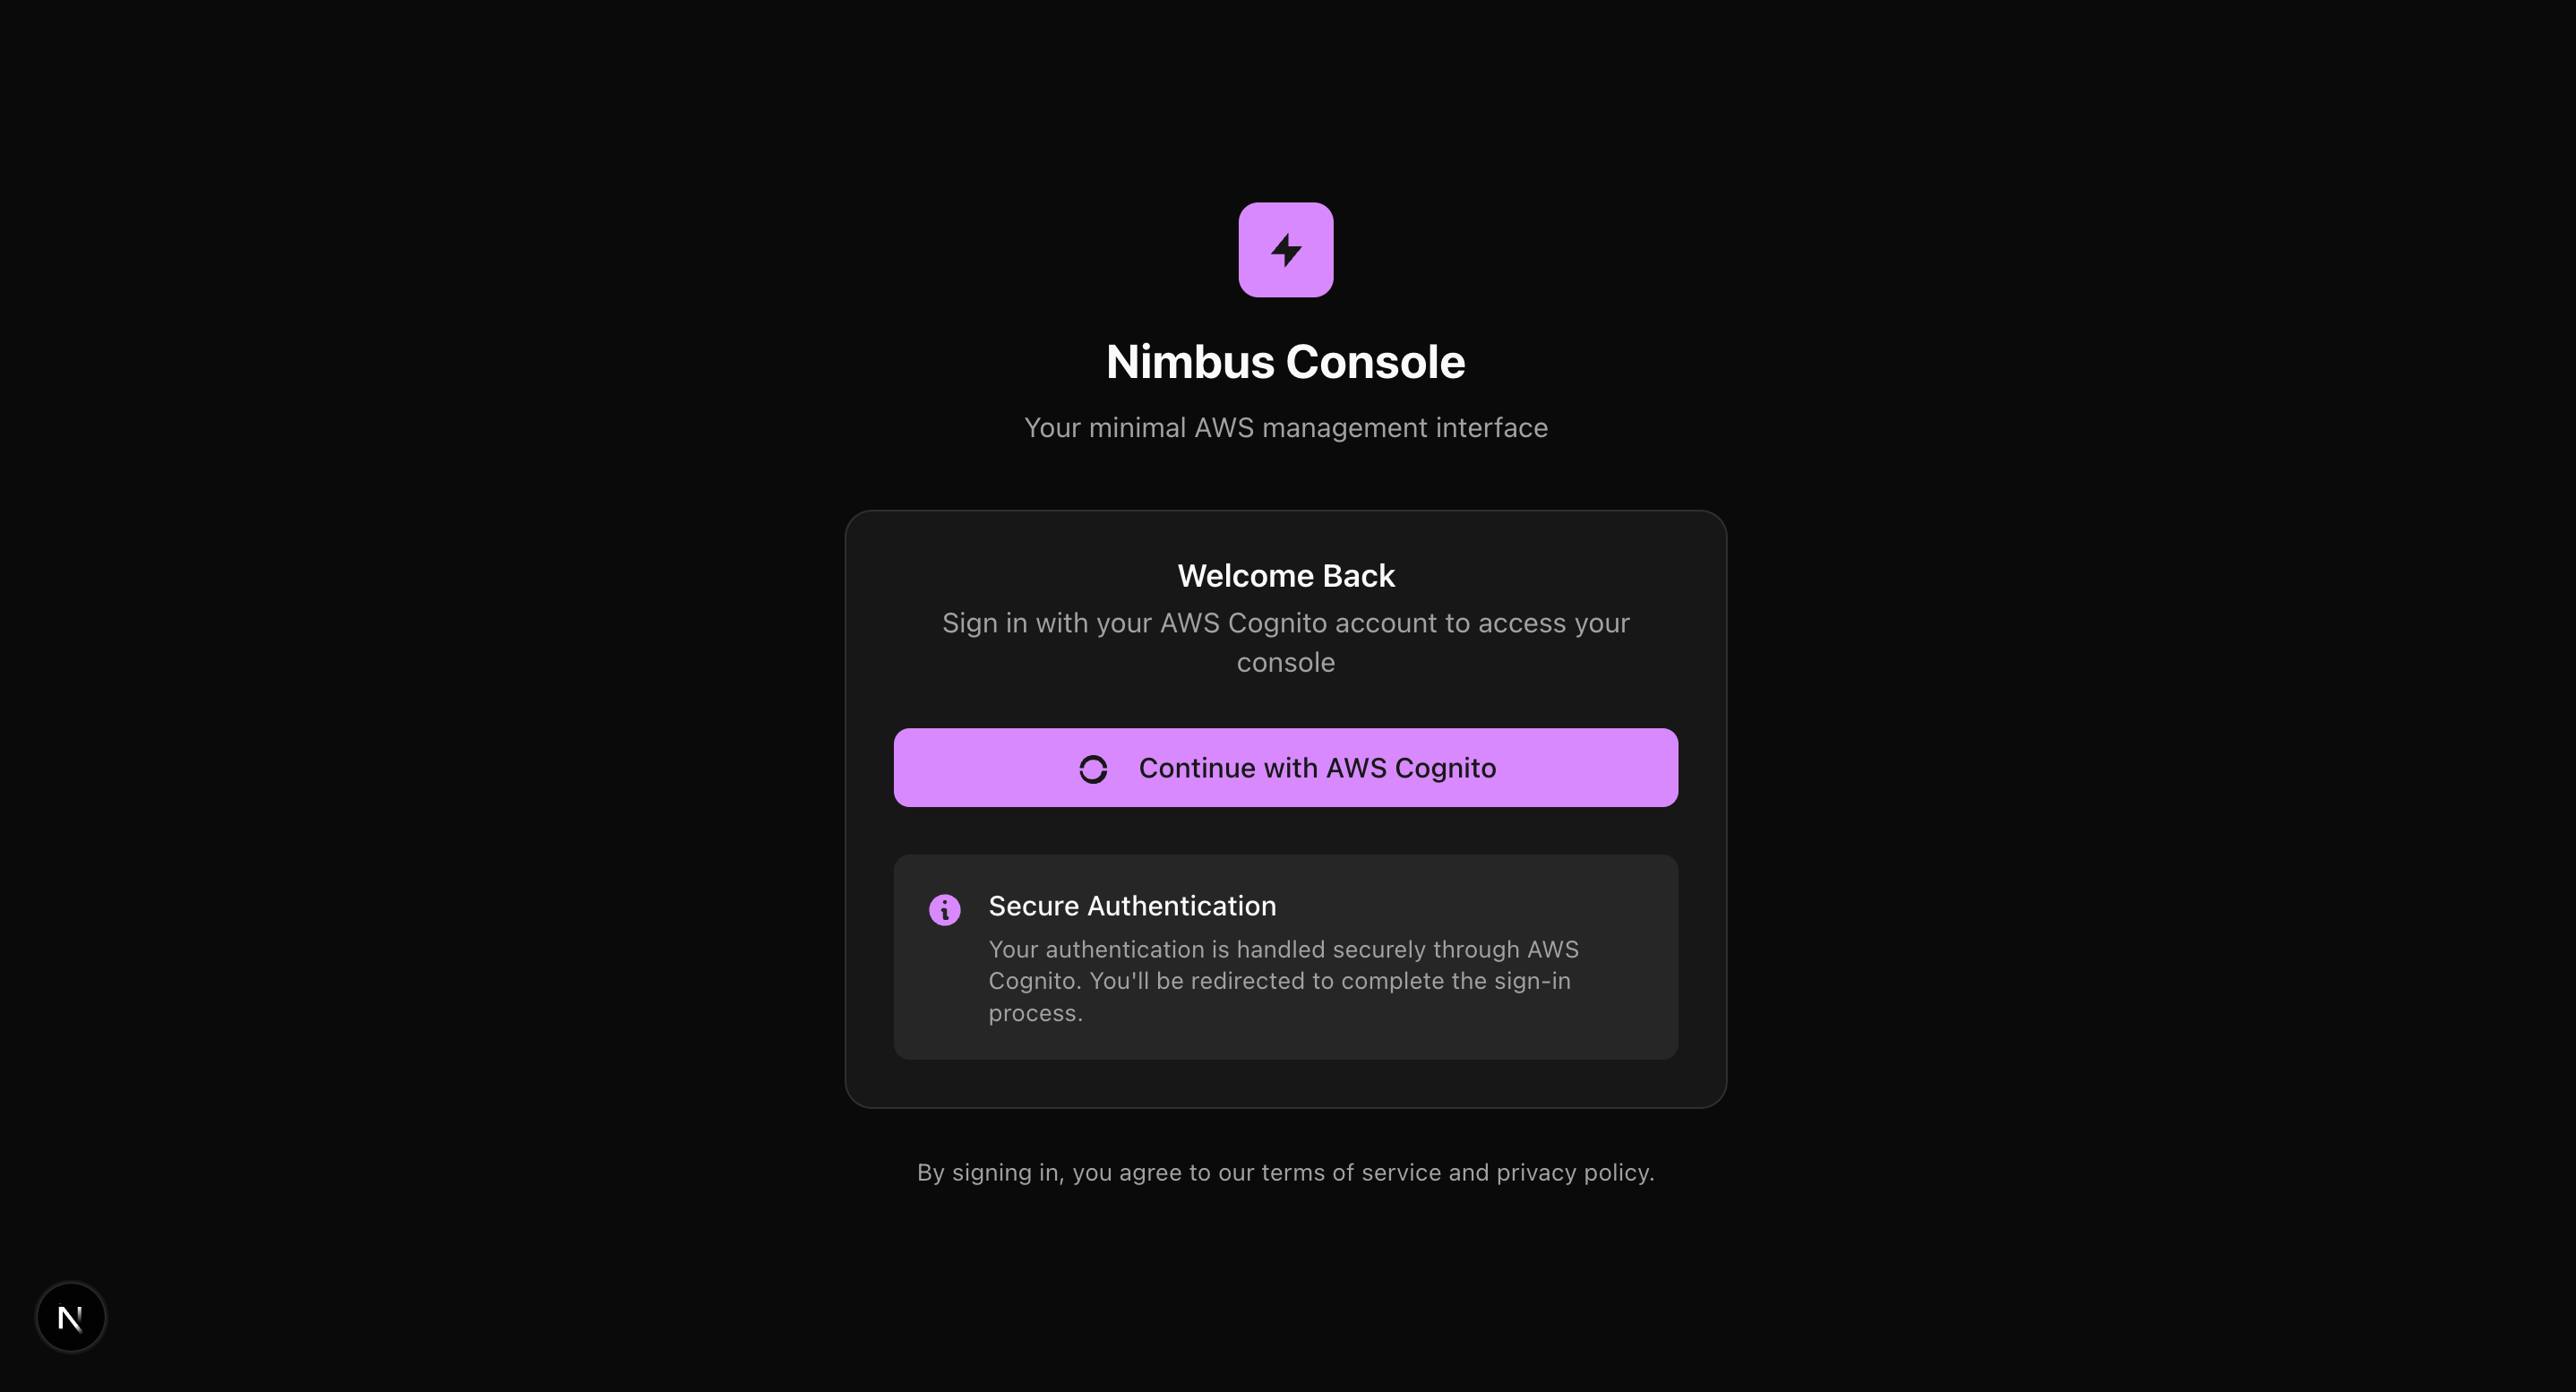 Nimbus Console
Your minimal AWS management interface
Welcome Back
Sign in with your AWS Cognito account to access your
console
Continue with AWS Cognito
Secure Authentication
Your authentication is handled securely through AWS
Cognito. You'll be redirected to complete the sign-in
process.
By signing in, you agree to our terms of service and privacy policy.
N